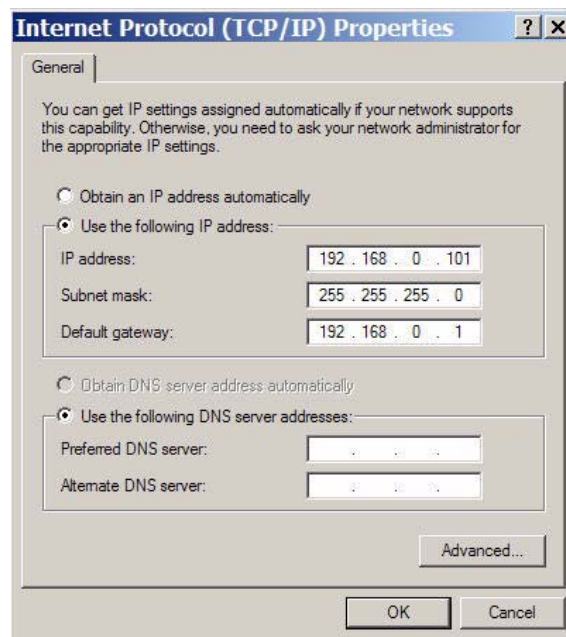 Internet Protocol (TCP/IP) Properties
General
You can get IP settings assigned automatically if your network supports
this capability. Otherwise, you need to ask your network administrator for
the appropriate IP settings.
Obtain an IP address automatically
Use the following IP address:
IP address: 192 . 168 . 0 . 101
Subnet mask: 255 . 255 . 255 . 0
Default gateway: 192 . 168 . 0 . 1
Obtain DNS server address automatically
Use the following DNS server addresses:
Preferred DNS server: . . .
Alternate DNS server: . . .
Advanced...
OK Cancel